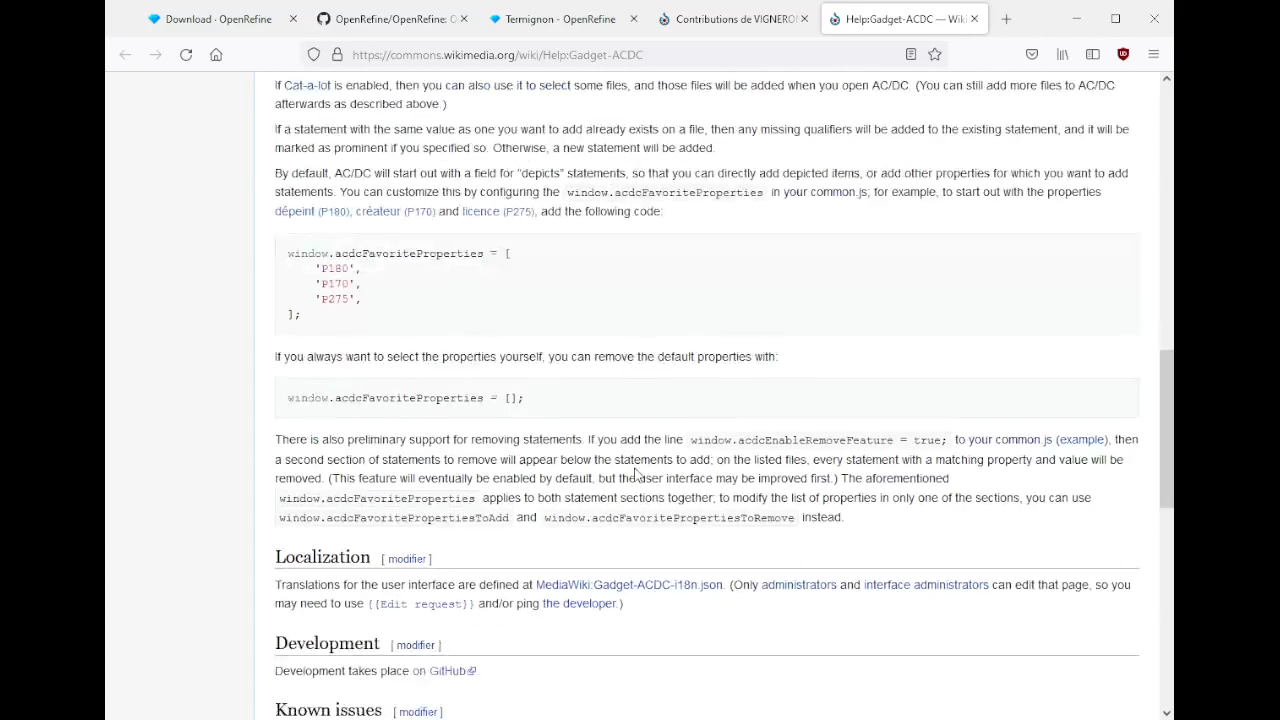 Download · OpenRefine
OpenRefine/OpenRefine: O
Termignon - OpenRefine
Contributions de VIGNERON
Help:Gadget-ACDC — Wiki
https://commons.wikimedia.org/wiki/Help:Gadget-ACDC
If Cat-a-lot is enabled, then you can also use it to select some files, and those files will be added when you open AC/DC. (You can still add more files to AC/DC
afterwards as described above.)
If a statement with the same value as one you want to add already exists on a file, then any missing qualifiers will be added to the existing statement, and it will be
marked as prominent if you specified so. Otherwise, a new statement will be added.
By default, AC/DC will start out with a field for "depicts" statements, so that you can directly add depicted items, or add other properties for which you want to add
statements. You can customize this by configuring the window.acdcFavoriteProperties in your common.js; for example, to start out with the properties
dépeint (P180), créateur (P170) and licence (P275), add the following code:
window.acdcFavoriteProperties = [
'P180',
'P170',
'P275',
];
If you always want to select the properties yourself, you can remove the default properties with:
window.acdcFavoriteProperties = [];
There is also preliminary support for removing statements. If you add the line window.acdcEnableRemoveFeature = true; to your common.js (example), then
a second section of statements to remove will appear below the statements to add; on the listed files, every statement with a matching property and value will be
removed. (This feature will eventually be enabled by default, but the user interface may be improved first.) The aforementioned
window.acdcFavoriteProperties applies to both statement sections together; to modify the list of properties in only one of the sections, you can use
window.acdcFavoritePropertiesToAdd and window.acdcFavoritePropertiesToRemove instead.
Localization [ modifier ]
Translations for the user interface are defined at MediaWiki:Gadget-ACDC-i18n.json. (Only administrators and interface administrators can edit that page, so you
may need to use {{Edit request}} and/or ping the developer.)
Development [ modifier ]
Development takes place on GitHub
Known issues [ modifier ]